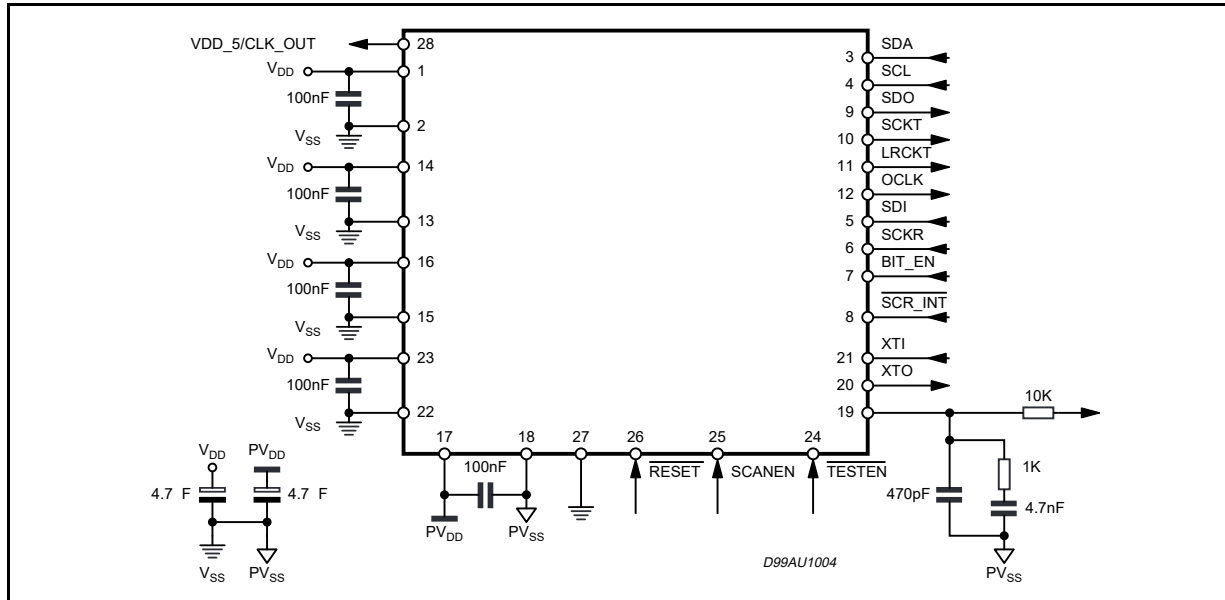 VDD_5/CLK_OUT
28
VDD
1
100nF
2
VSS
VDD
14
100nF
13
VSS
VDD
16
100nF
15
VSS
VDD
23
100nF
22
VSS
3
SDA
4
SCL
9
SDO
10
SCKT
11
LRCKT
12
OCLK
5
SDI
6
SCKR
7
BIT_EN
8
SCR_INT
21
XTI
20
XTO
19
10K
17
18
27
26
25
24
100nF
RESET
SCANEN
TESTEN
PVDD
PVSS
VDD
PVDD
4.7 F
4.7 F
VSS
PVSS
470pF
1K
4.7nF
PVSS
D99AU1004